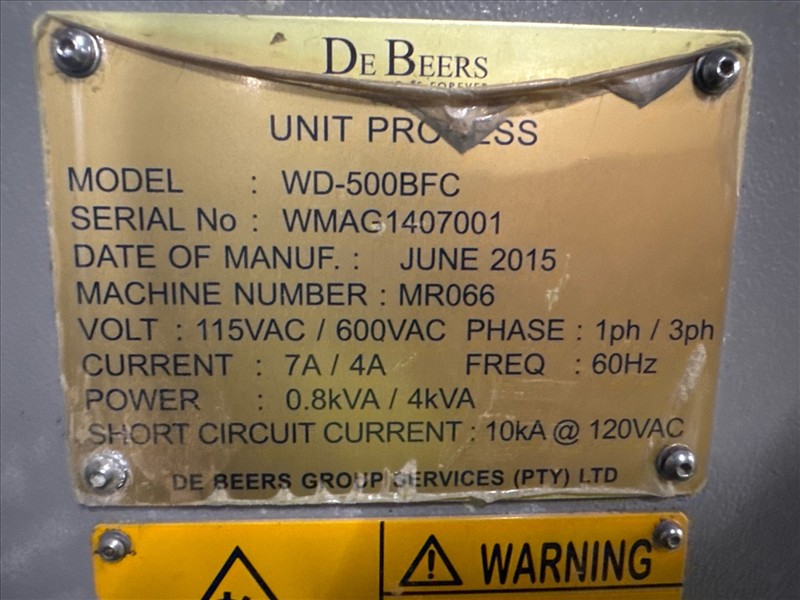 DE BEERS
FOREVER
UNIT PROCESS
MODEL : WD-500BFC
SERIAL No : WMAG1407001
DATE OF MANUF. : JUNE 2015
MACHINE NUMBER : MR066
VOLT : 115VAC / 600VAC PHASE : 1ph / 3ph
CURRENT : 7A / 4A FREQ : 60Hz
POWER : 0.8kVA / 4kVA
SHORT CIRCUIT CURRENT : 10kA @ 120VAC
DE BEERS GROUP SERVICES (PTY) LTD
WARNING